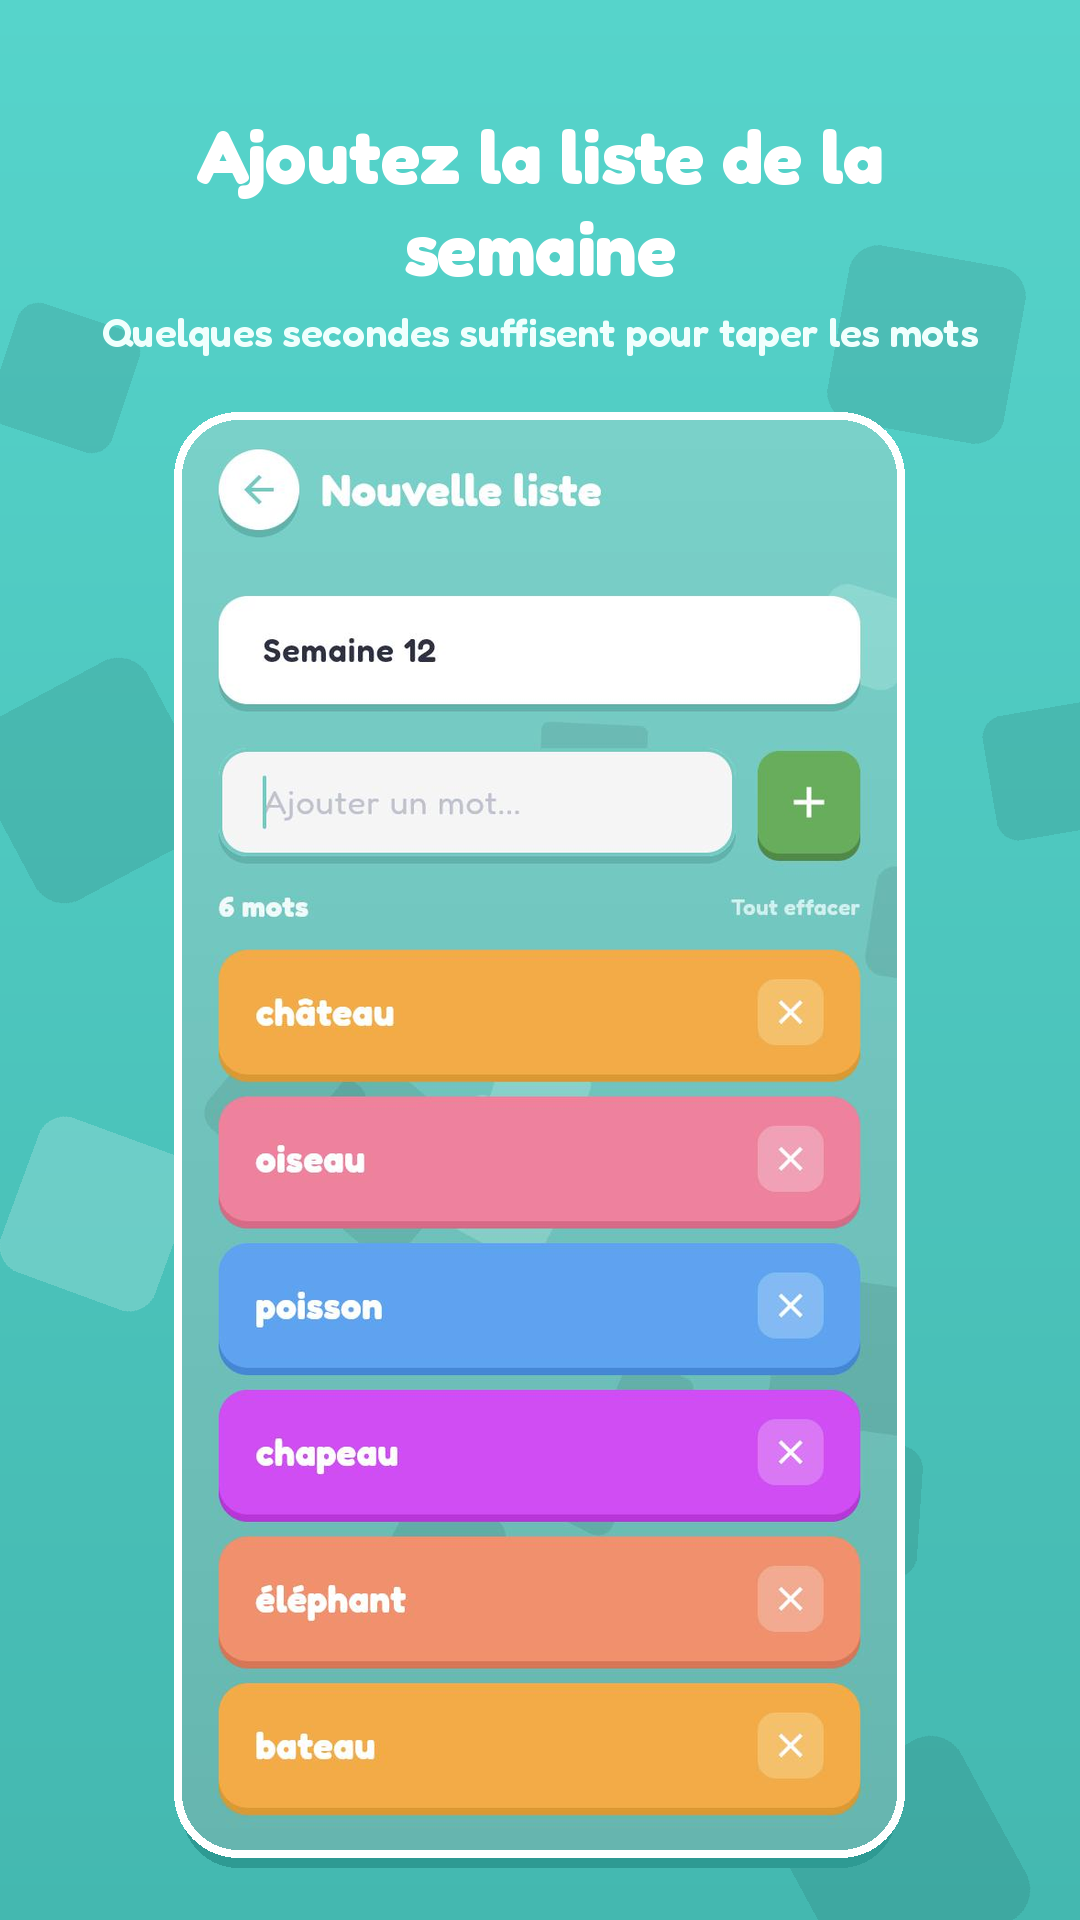 Ajoutez la liste de la
semaine
Quelques secondes suffisent pour taper les mots
Nouvelle liste
Semaine 12
Ajouter un mot...
6 mots
Tout effacer
château
oiseau
poisson
chapeau
éléphant
bateau